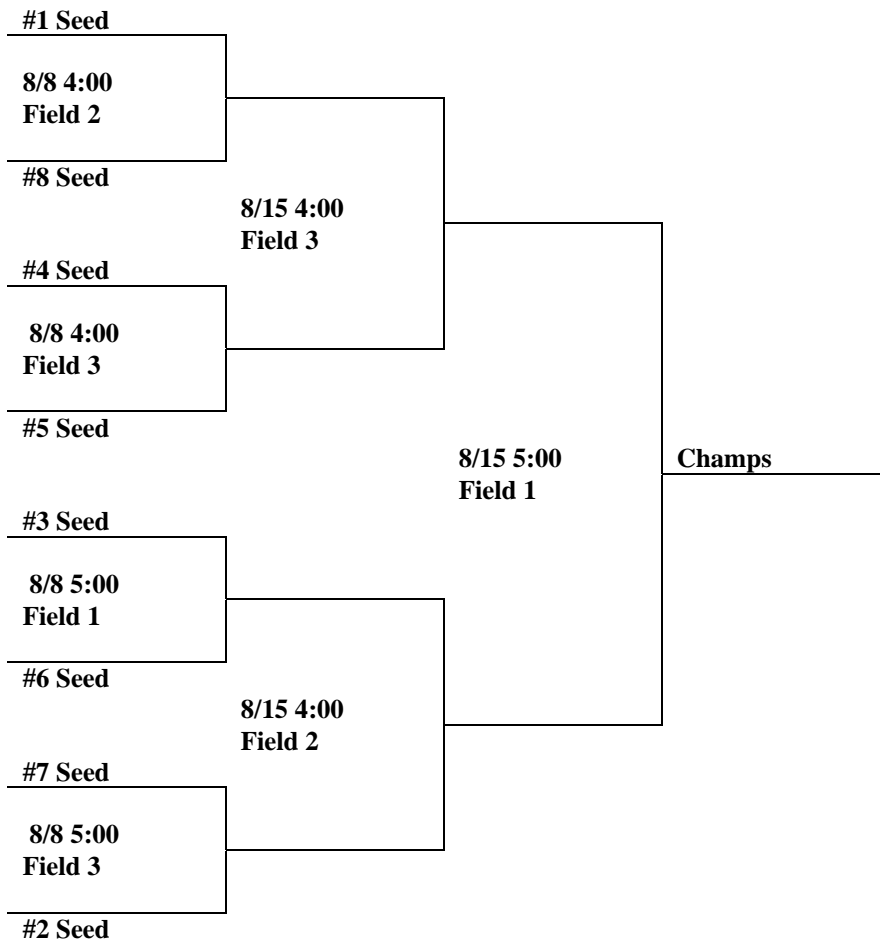 #1 Seed
8/8 4:00
Field 2
#8 Seed
8/15 4:00
Field 3
#4 Seed
8/8 4:00
Field 3
#5 Seed
8/15 5:00
Field 1
Champs
#3 Seed
8/8 5:00
Field 1
#6 Seed
8/15 4:00
Field 2
#7 Seed
8/8 5:00
Field 3
#2 Seed